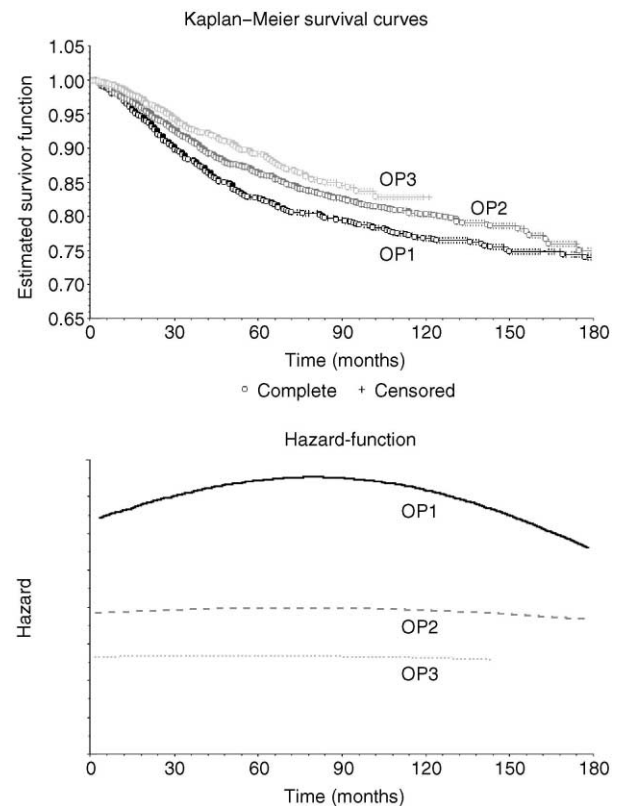 Kaplan–Meier survival curves
Estimated survivor function
1.05
1.00
0.95
0.90
0.85
0.80
0.75
0.70
0.65
OP3
OP2
OP1
0 30 60 90 120 150 180
Time (months)
Complete + Censored
Hazard-function
Hazard
OP1
OP2
OP3
0 30 60 90 120 150 180
Time (months)